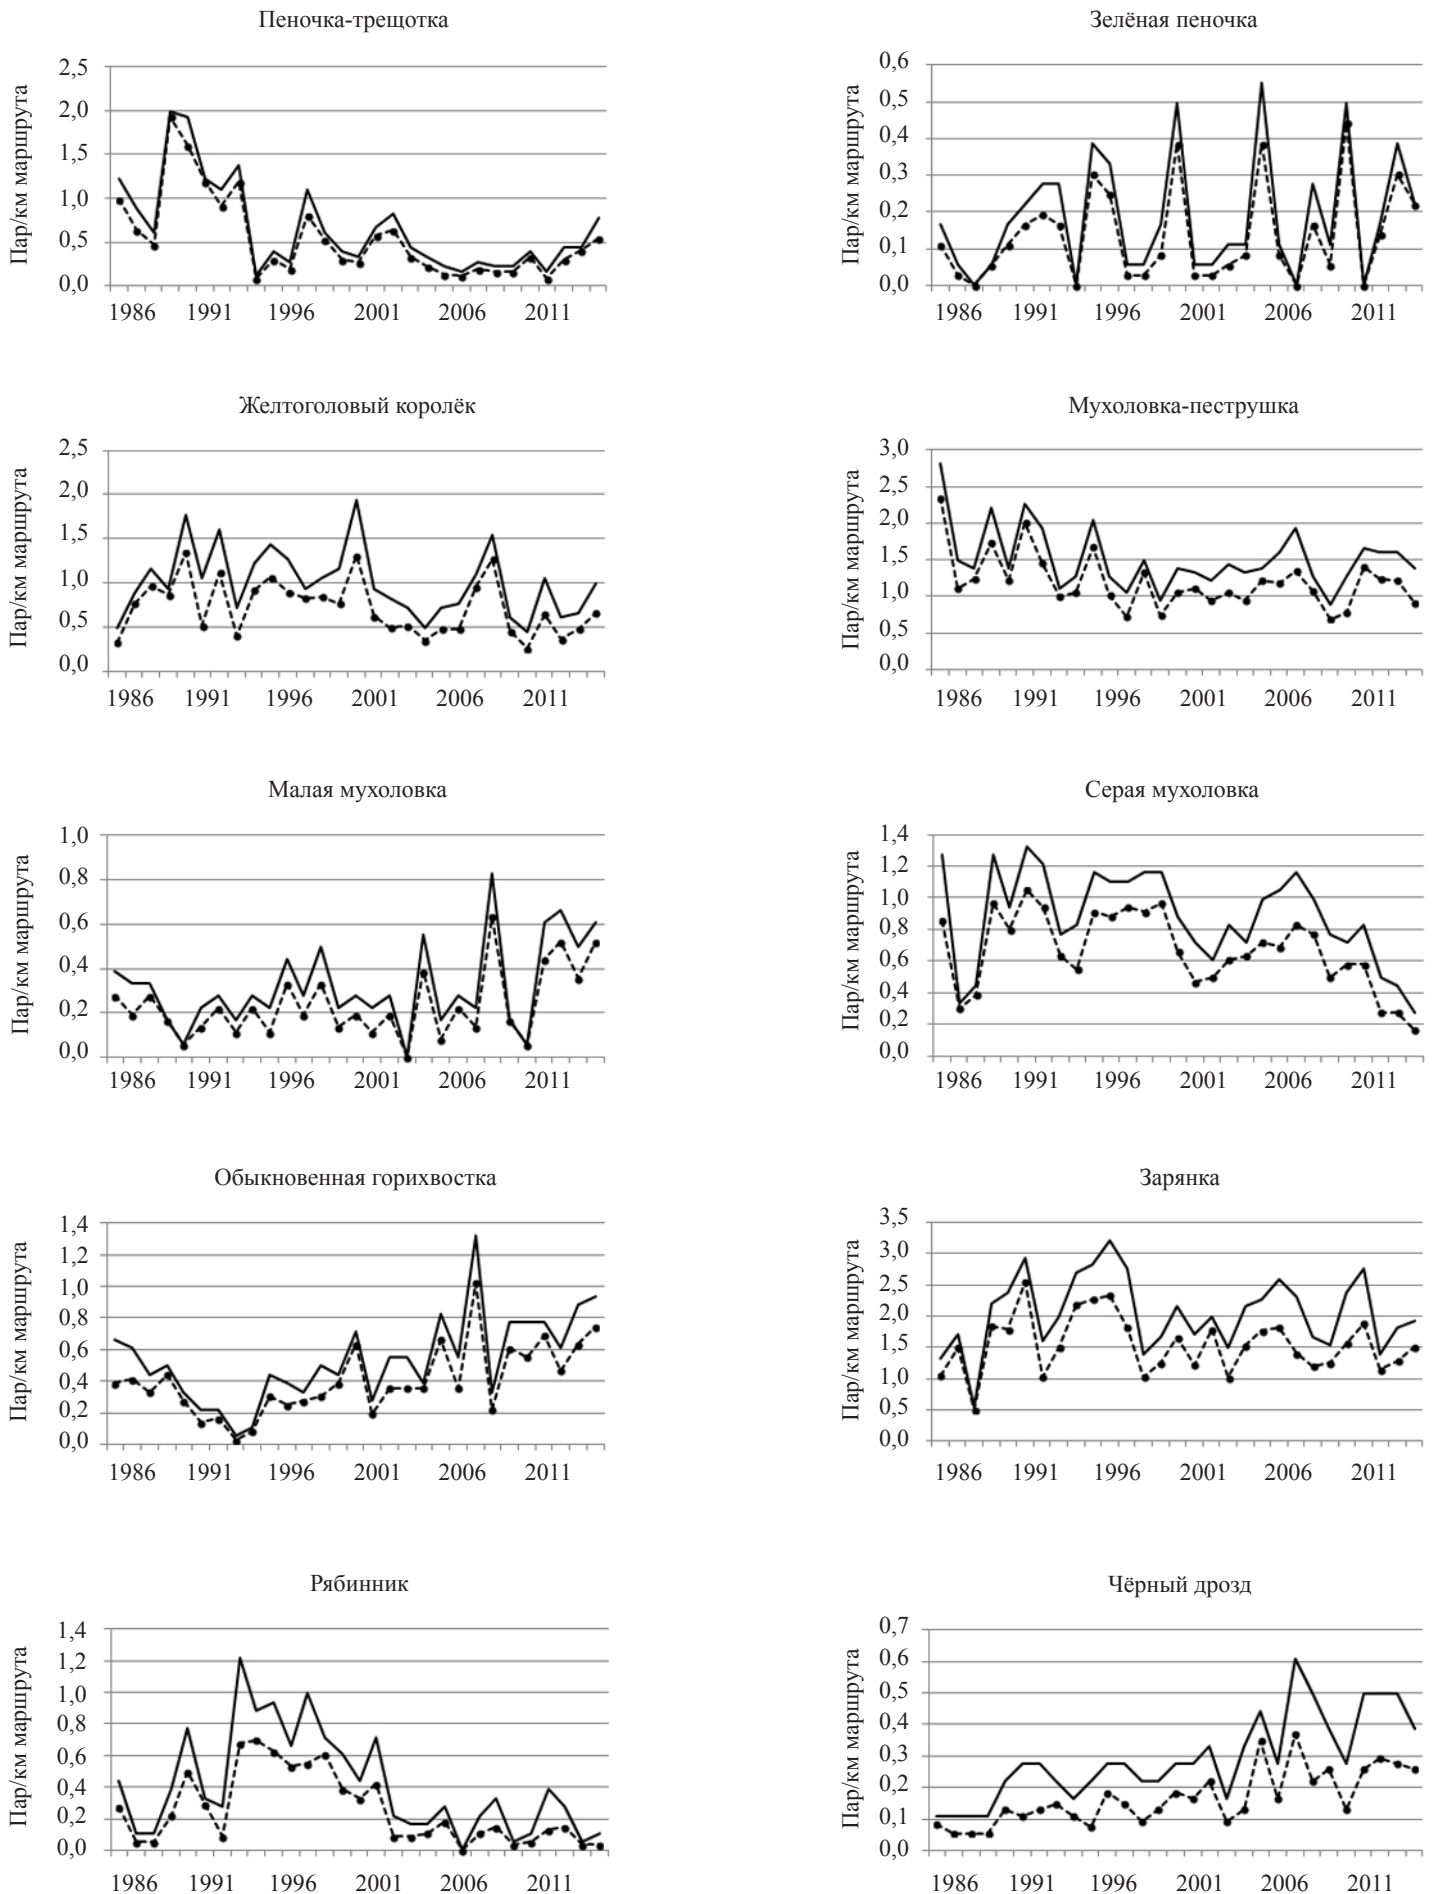 Пеночка-трещотка
Пар/км маршрута
2,5
2,0
1,5
1,0
0,5
0,0
1986 1991 1996 2001 2006 2011
Зелёная пеночка
Пар/км маршрута
0,6
0,5
0,4
0,3
0,2
0,1
0,0
1986 1991 1996 2001 2006 2011
Желтоголовый королёк
Пар/км маршрута
2,5
2,0
1,5
1,0
0,5
0,0
1986 1991 1996 2001 2006 2011
Мухоловка-пеструшка
Пар/км маршрута
3,0
2,5
2,0
1,5
1,0
0,5
0,0
1986 1991 1996 2001 2006 2011
Малая мухоловка
Пар/км маршрута
1,0
0,8
0,6
0,4
0,2
0,0
1986 1991 1996 2001 2006 2011
Серая мухоловка
Пар/км маршрута
1,4
1,2
1,0
0,8
0,6
0,4
0,2
0,0
1986 1991 1996 2001 2006 2011
Обыкновенная горихвостка
Пар/км маршрута
1,4
1,2
1,0
0,8
0,6
0,4
0,2
0,0
1986 1991 1996 2001 2006 2011
Зарянка
Пар/км маршрута
3,5
3,0
2,5
2,0
1,5
1,0
0,5
0,0
1986 1991 1996 2001 2006 2011
Рябинник
Пар/км маршрута
1,4
1,2
1,0
0,8
0,6
0,4
0,2
0,0
1986 1991 1996 2001 2006 2011
Чёрный дрозд
Пар/км маршрута
0,7
0,6
0,5
0,4
0,3
0,2
0,1
0,0
1986 1991 1996 2001 2006 2011